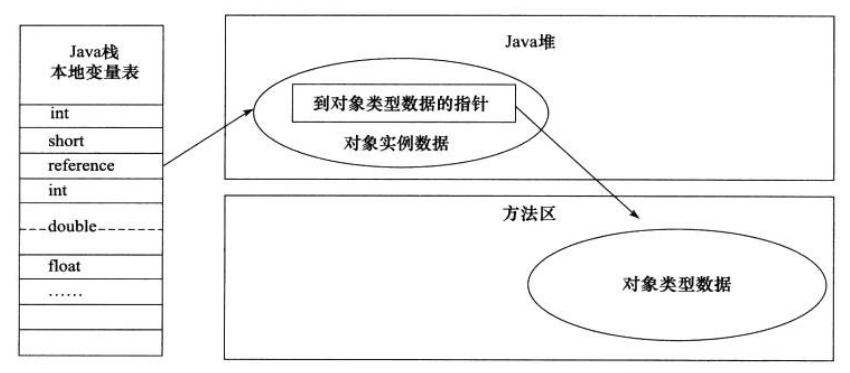 Java栈
本地变量表
int
short
reference
int
double
float
……
Java堆
到对象类型数据的指针
对象实例数据
方法区
对象类型数据